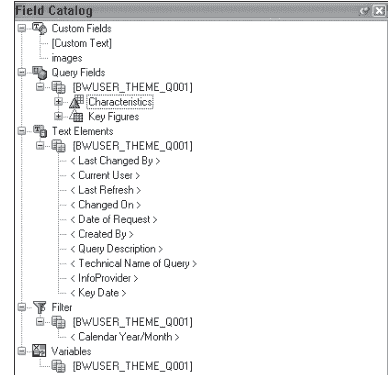 Field Catalog
Custom Fields
[Custom Text]
images
Query Fields
[BWUSER_THEME_Q001]
Characteristics
Key Figures
Text Elements
[BWUSER_THEME_Q001]
< Last Changed By >
< Current User >
< Last Refresh >
< Changed On >
< Date of Request >
< Created By >
< Query Description >
< Technical Name of Query >
< InfoProvider >
< Key Date >
Filter
[BWUSER_THEME_Q001]
< Calendar Year/Month >
Variables
[BWUSER_THEME_Q001]